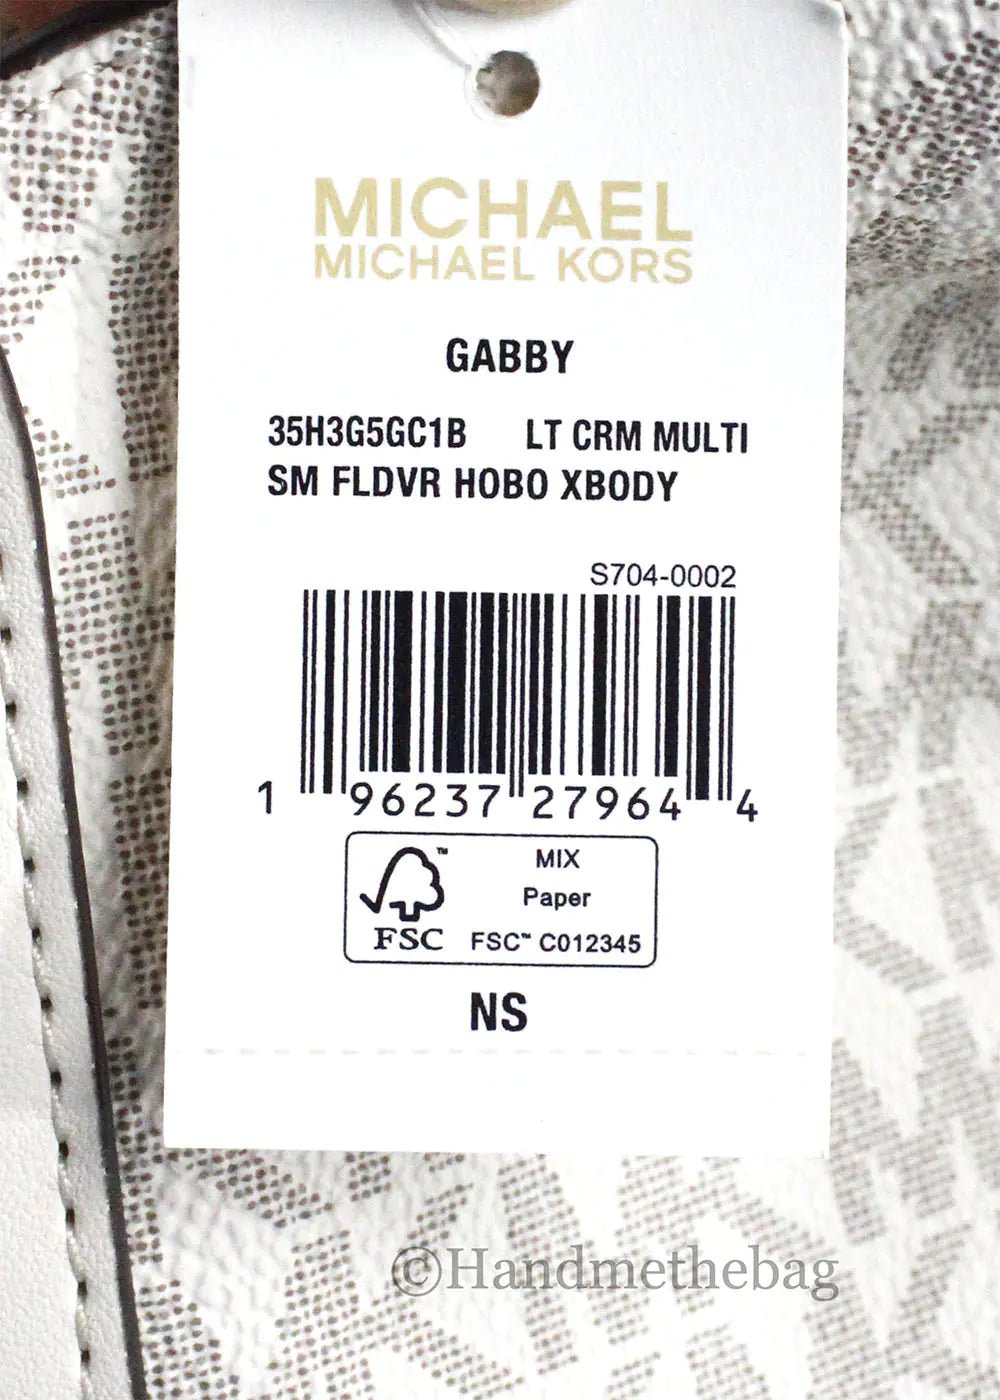 MICHAEL
MICHAEL KORS
GABBY
35H3G5GC1B LT CRM MULTI
SM FLDVR HOBO XBODY
S704-0002
1 96237 27964 4
MIX
Paper
FSC™ C012345
FSC
NS
©Handmethebag